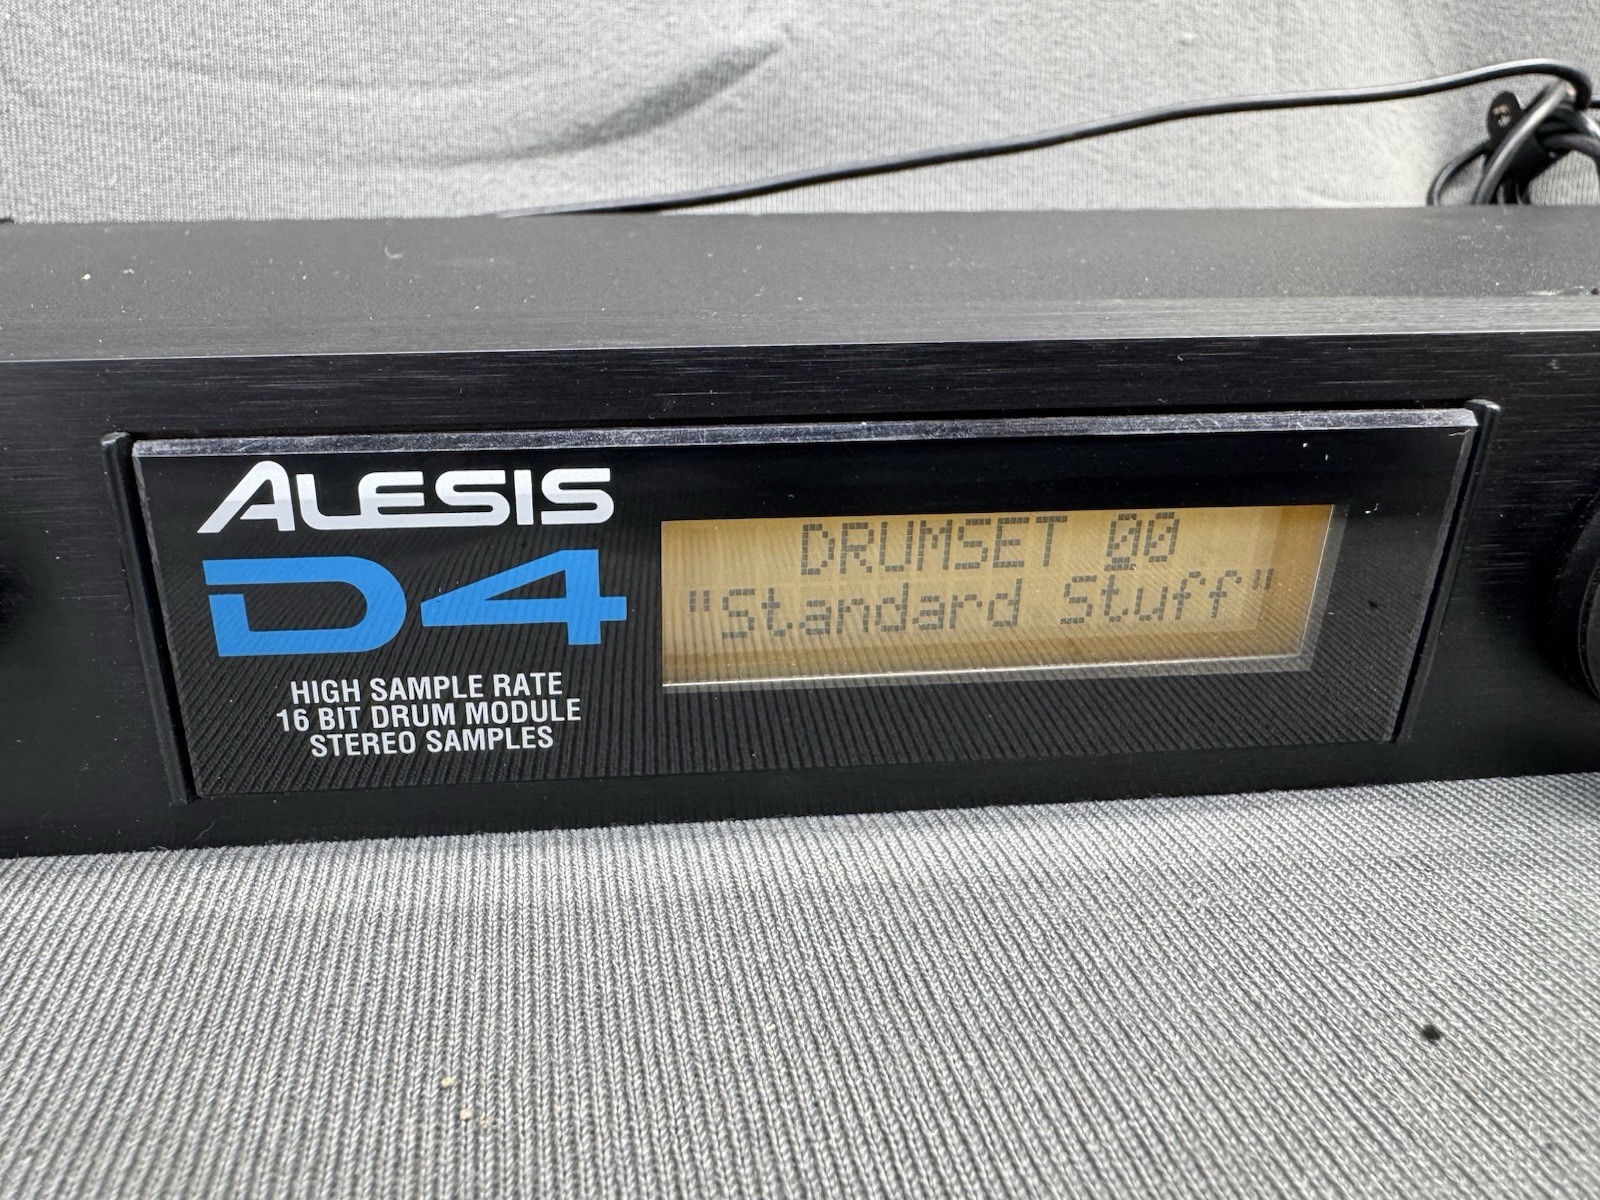 ALESIS
D4
HIGH SAMPLE RATE
16 BIT DRUM MODULE
STEREO SAMPLES
DRUMSET 00
"Standard Stuff"